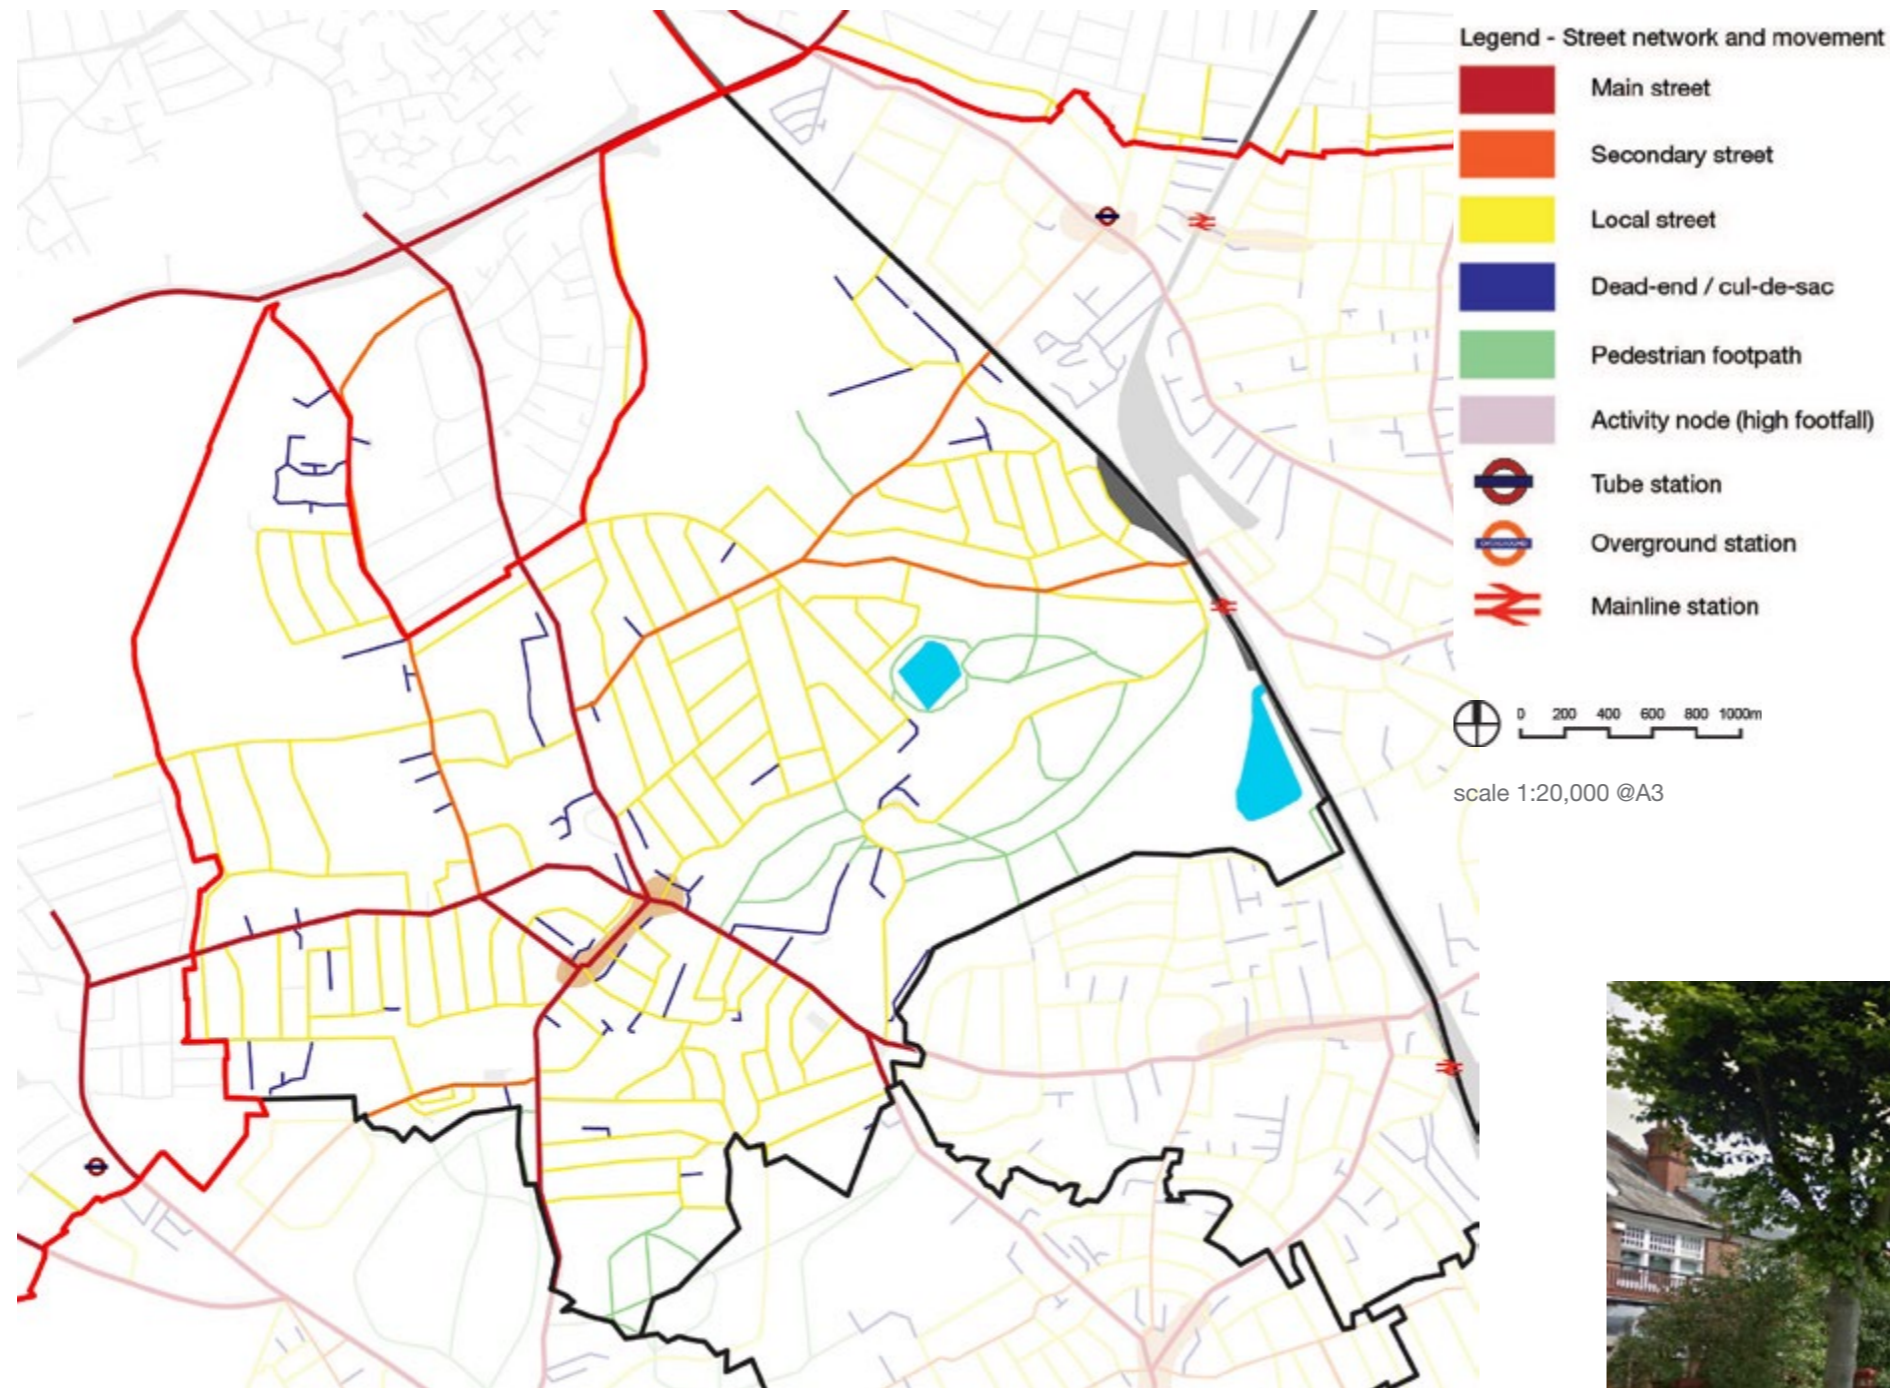 Legend - Street network and movement
Main street
Secondary street
Local street
Dead-end / cul-de-sac
Pedestrian footpath
Activity node (high footfall)
Tube station
Overground station
Mainline station
0 200 400 600 800 1000m
scale 1:20,000 @A3